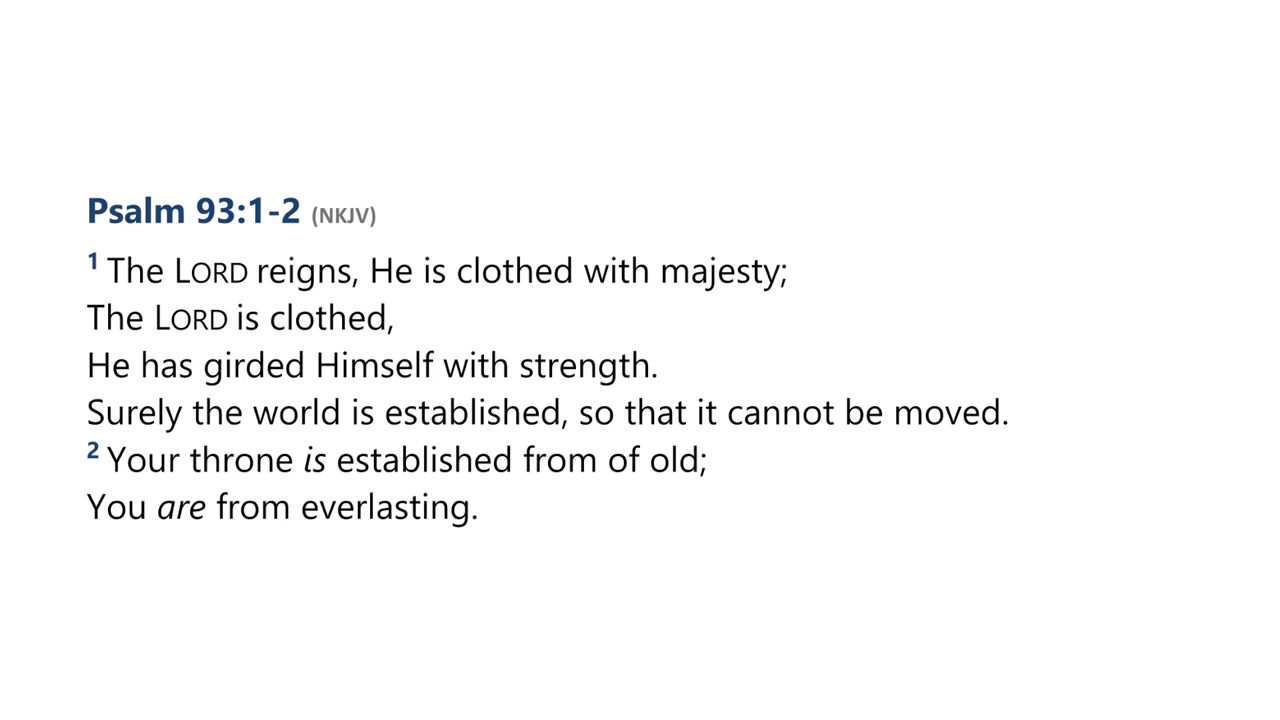 Psalm 93:1-2 (NKJV)
1 The LORD reigns, He is clothed with majesty;
The LORD is clothed,
He has girded Himself with strength.
Surely the world is established, so that it cannot be moved.
2 Your throne is established from of old;
You are from everlasting.